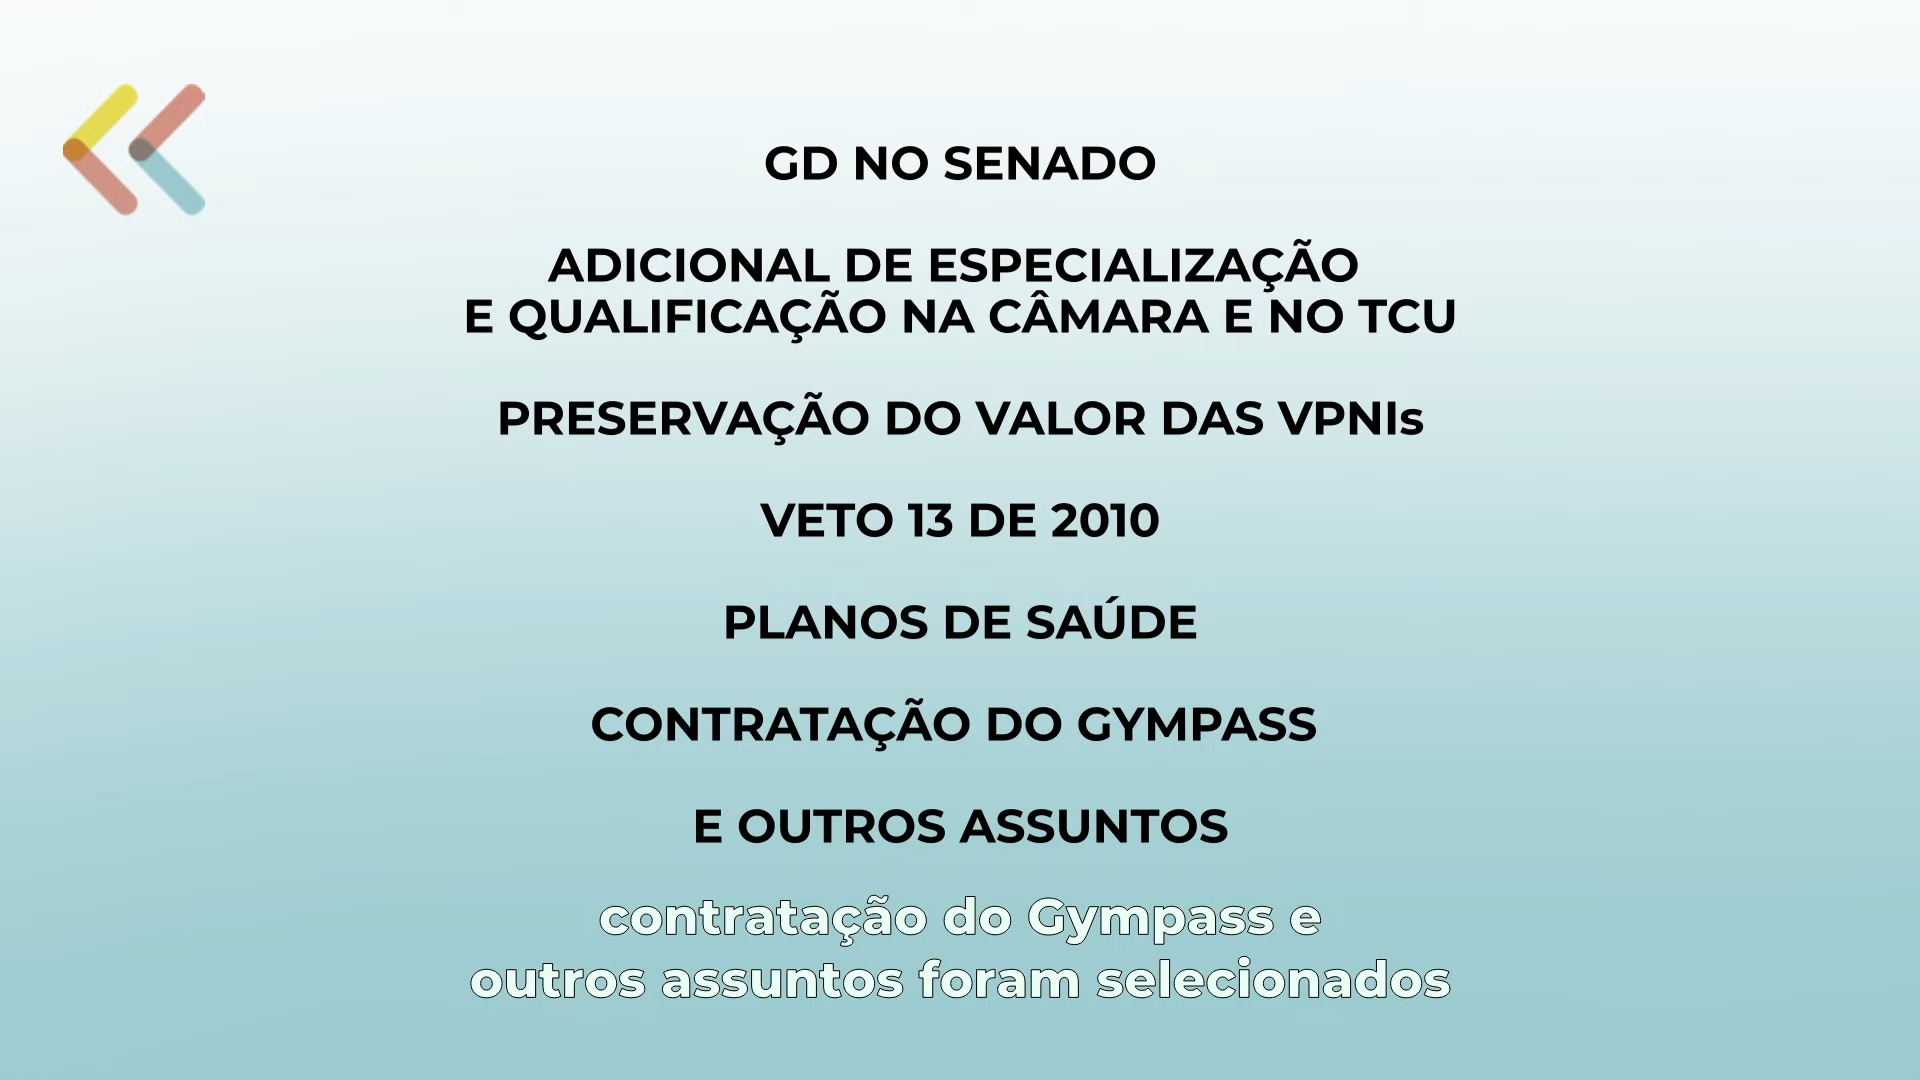 GD NO SENADO
ADICIONAL DE ESPECIALIZAÇÃO
E QUALIFICAÇÃO NA CÂMARA E NO TCU
PRESERVAÇÃO DO VALOR DAS VPNIs
VETO 13 DE 2010
PLANOS DE SAÚDE
CONTRATAÇÃO DO GYMPASS
E OUTROS ASSUNTOS
contratação do Gympass e
outros assuntos foram selecionados